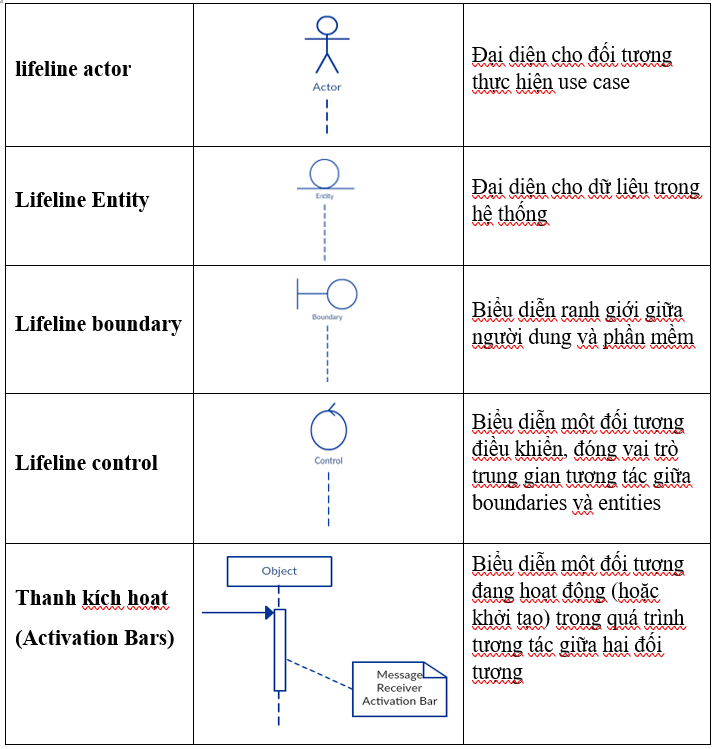 lifeline actor
Actor
Đại diện cho đối tượng
thực hiện use case
Lifeline Entity
Entity
Đại diện cho dữ liêu trong
hệ thống
Lifeline boundary
Boundary
Biểu diễn ranh giới giữa
người dung và phần mềm
Lifeline control
Control
Biểu diễn một đối tượng
điều khiển, đóng vai trò
trung gian tương tác giữa
boundaries và entities
Thanh kích hoạt
(Activation Bars)
Object
Message
Receiver
Activation Bar
Biểu diễn một đối tượng
đang hoạt động (hoặc
khởi tạo) trong quá trình
tương tác giữa hai đối
tượng